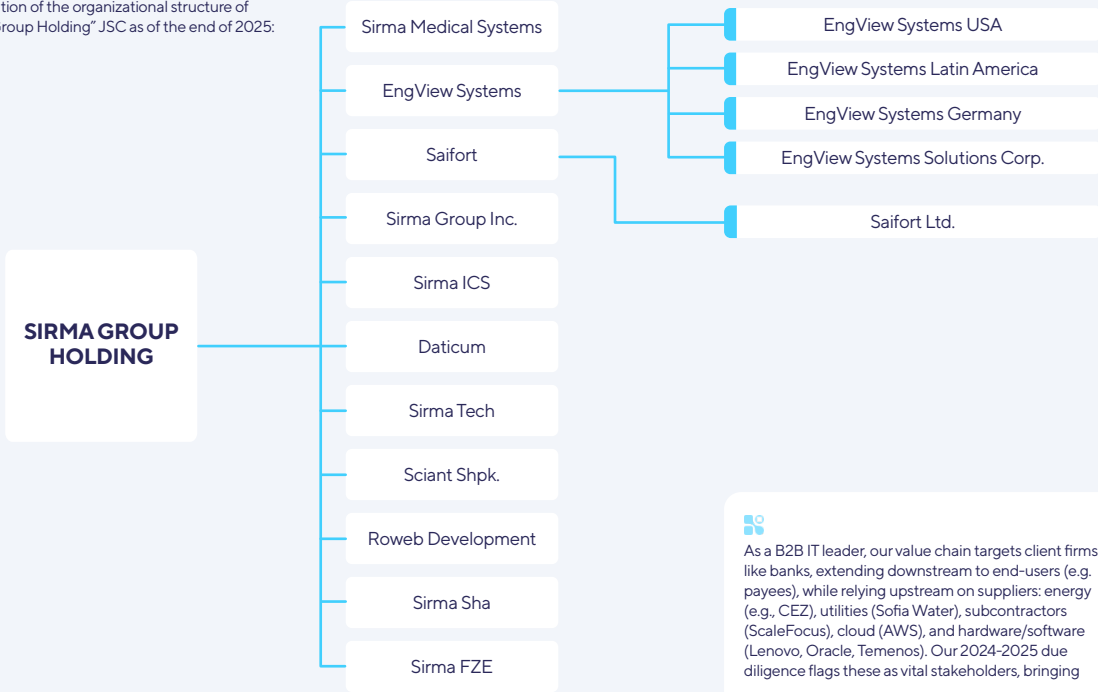 tion of the organizational structure of
Group Holding” JSC as of the end of 2025:
SIRMA GROUP
HOLDING
Sirma Medical Systems
EngView Systems
Saifort
Sirma Group Inc.
Sirma ICS
Daticum
Sirma Tech
Sciant Shpk.
Roweb Development
Sirma Sha
Sirma FZE
EngView Systems USA
EngView Systems Latin America
EngView Systems Germany
EngView Systems Solutions Corp.
Saifort Ltd.
As a B2B IT leader, our value chain targets client firms
like banks, extending downstream to end-users (e.g.
payees), while relying upstream on suppliers: energy
(e.g., CEZ), utilities (Sofia Water), subcontractors
(ScaleFocus), cloud (AWS), and hardware/software
(Lenovo, Oracle, Temenos). Our 2024-2025 due
diligence flags these as vital stakeholders, bringing